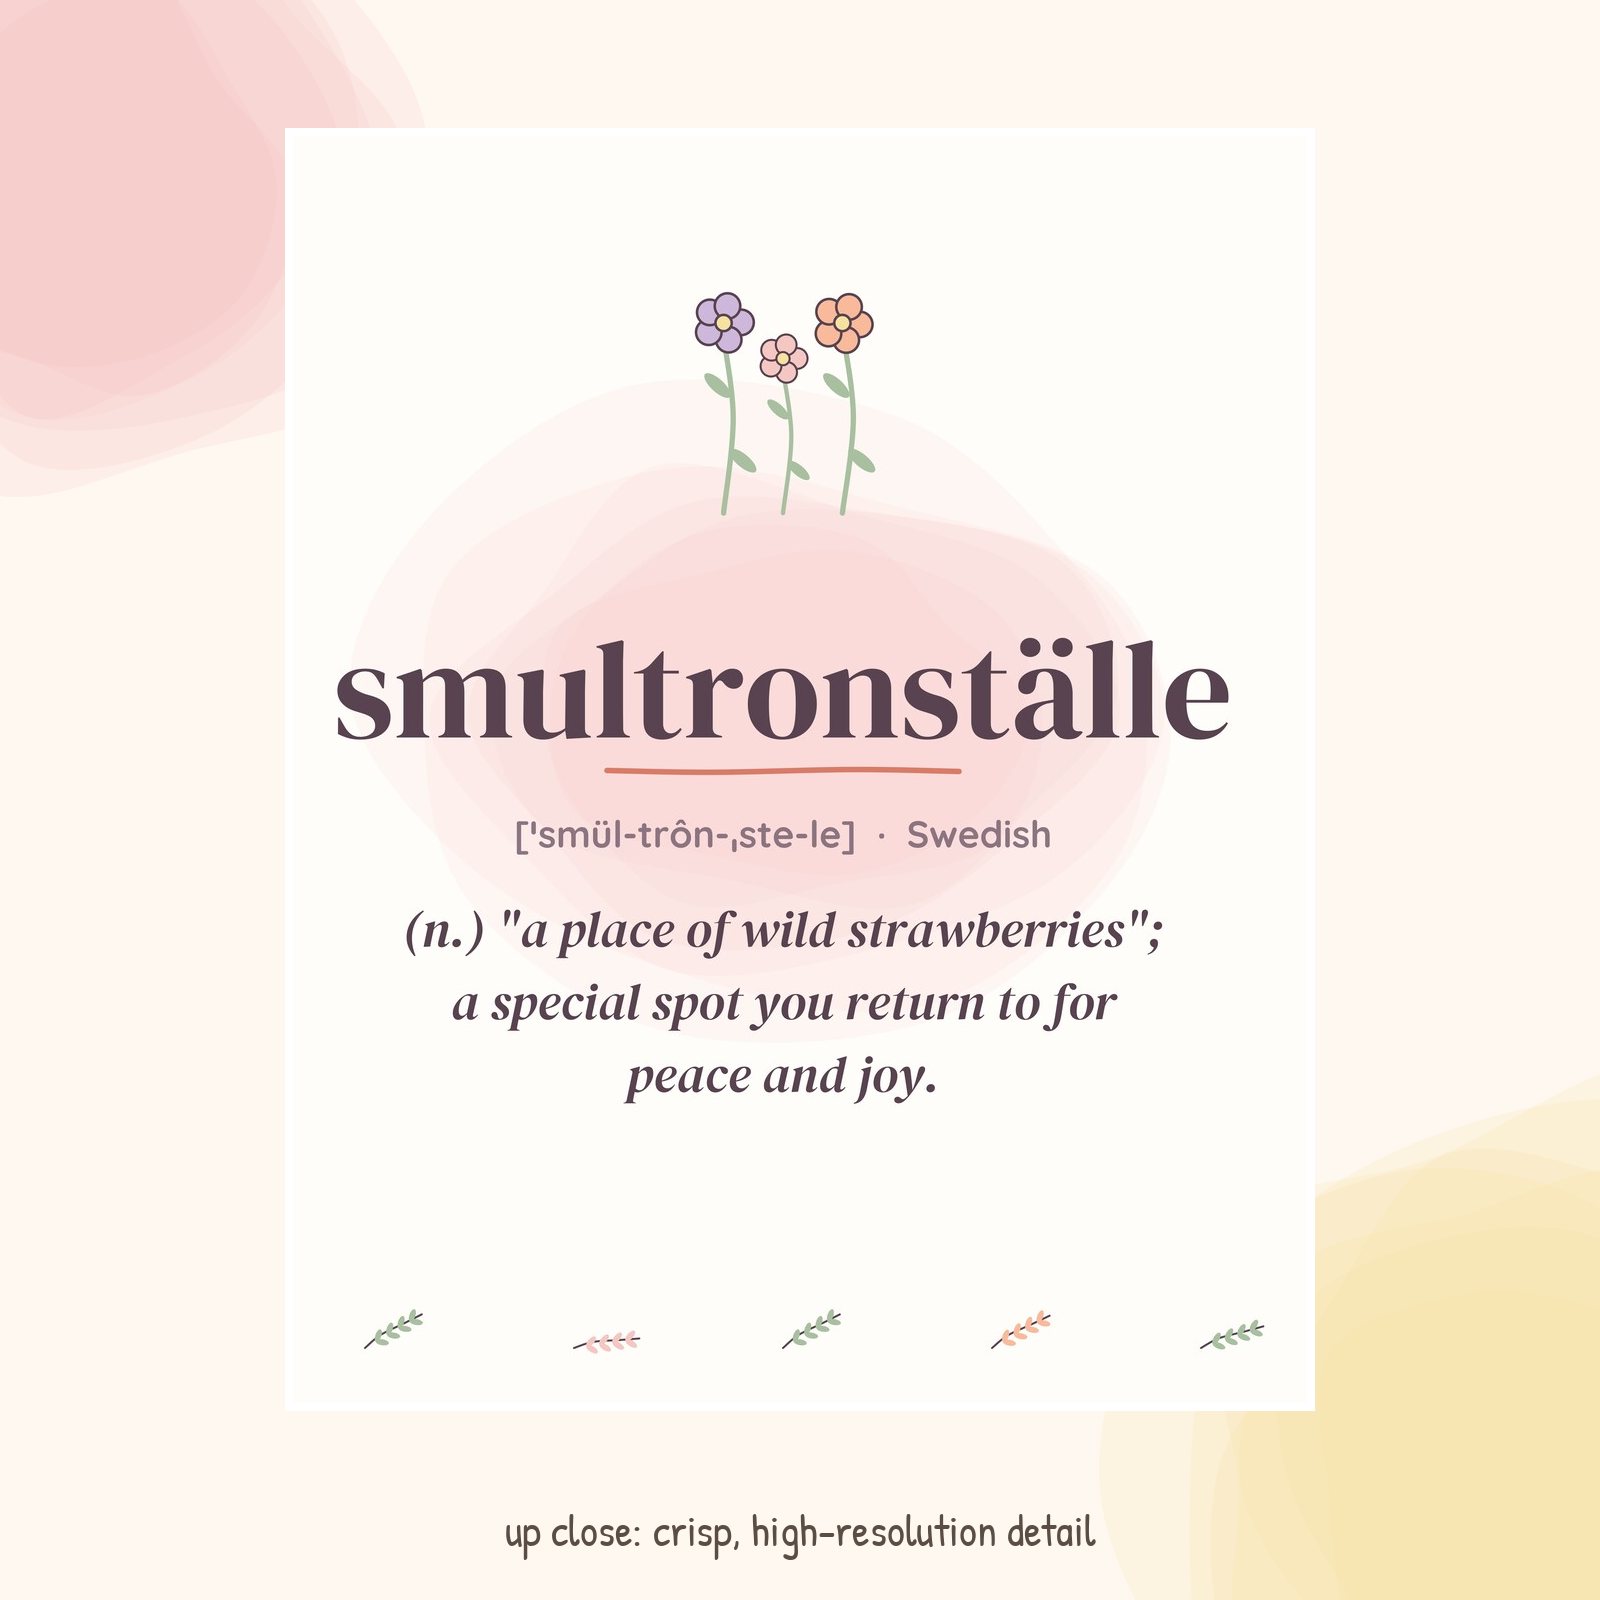 smultronställe
[ˈsmül-trôn-ˌste-le] · Swedish
(n.) "a place of wild strawberries";
a special spot you return to for
peace and joy.
up close: crisp, high-resolution detail